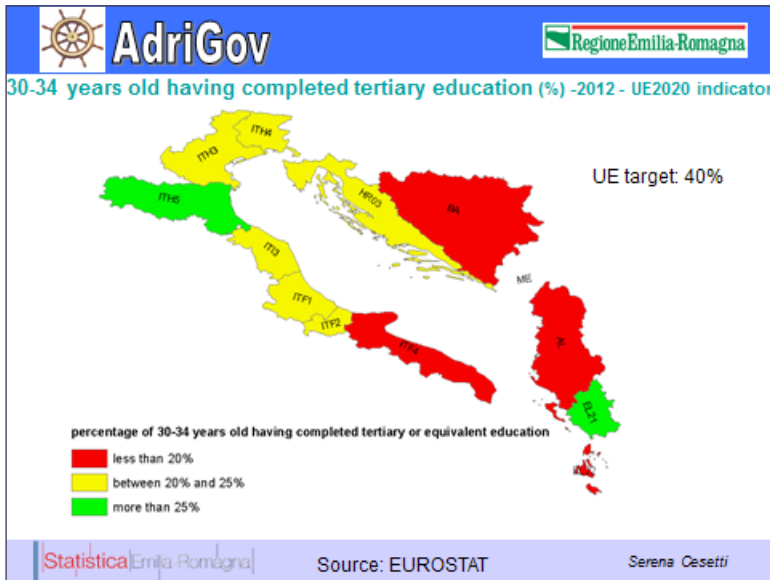 AdriGov
RegioneEmilia-Romagna
30-34 years old having completed tertiary education (%) -2012 - UE2020 indicator
ITH4
ITH3
UE target: 40%
HR03
BA
ITH5
ITI3
ME
ITF1
ITF2
ITF4
AL
EL21
percentage of 30-34 years old having completed tertiary or equivalent education
less than 20%
between 20% and 25%
more than 25%
Statistica Emilia-Romagna
Source: EUROSTAT
Serena Cesetti